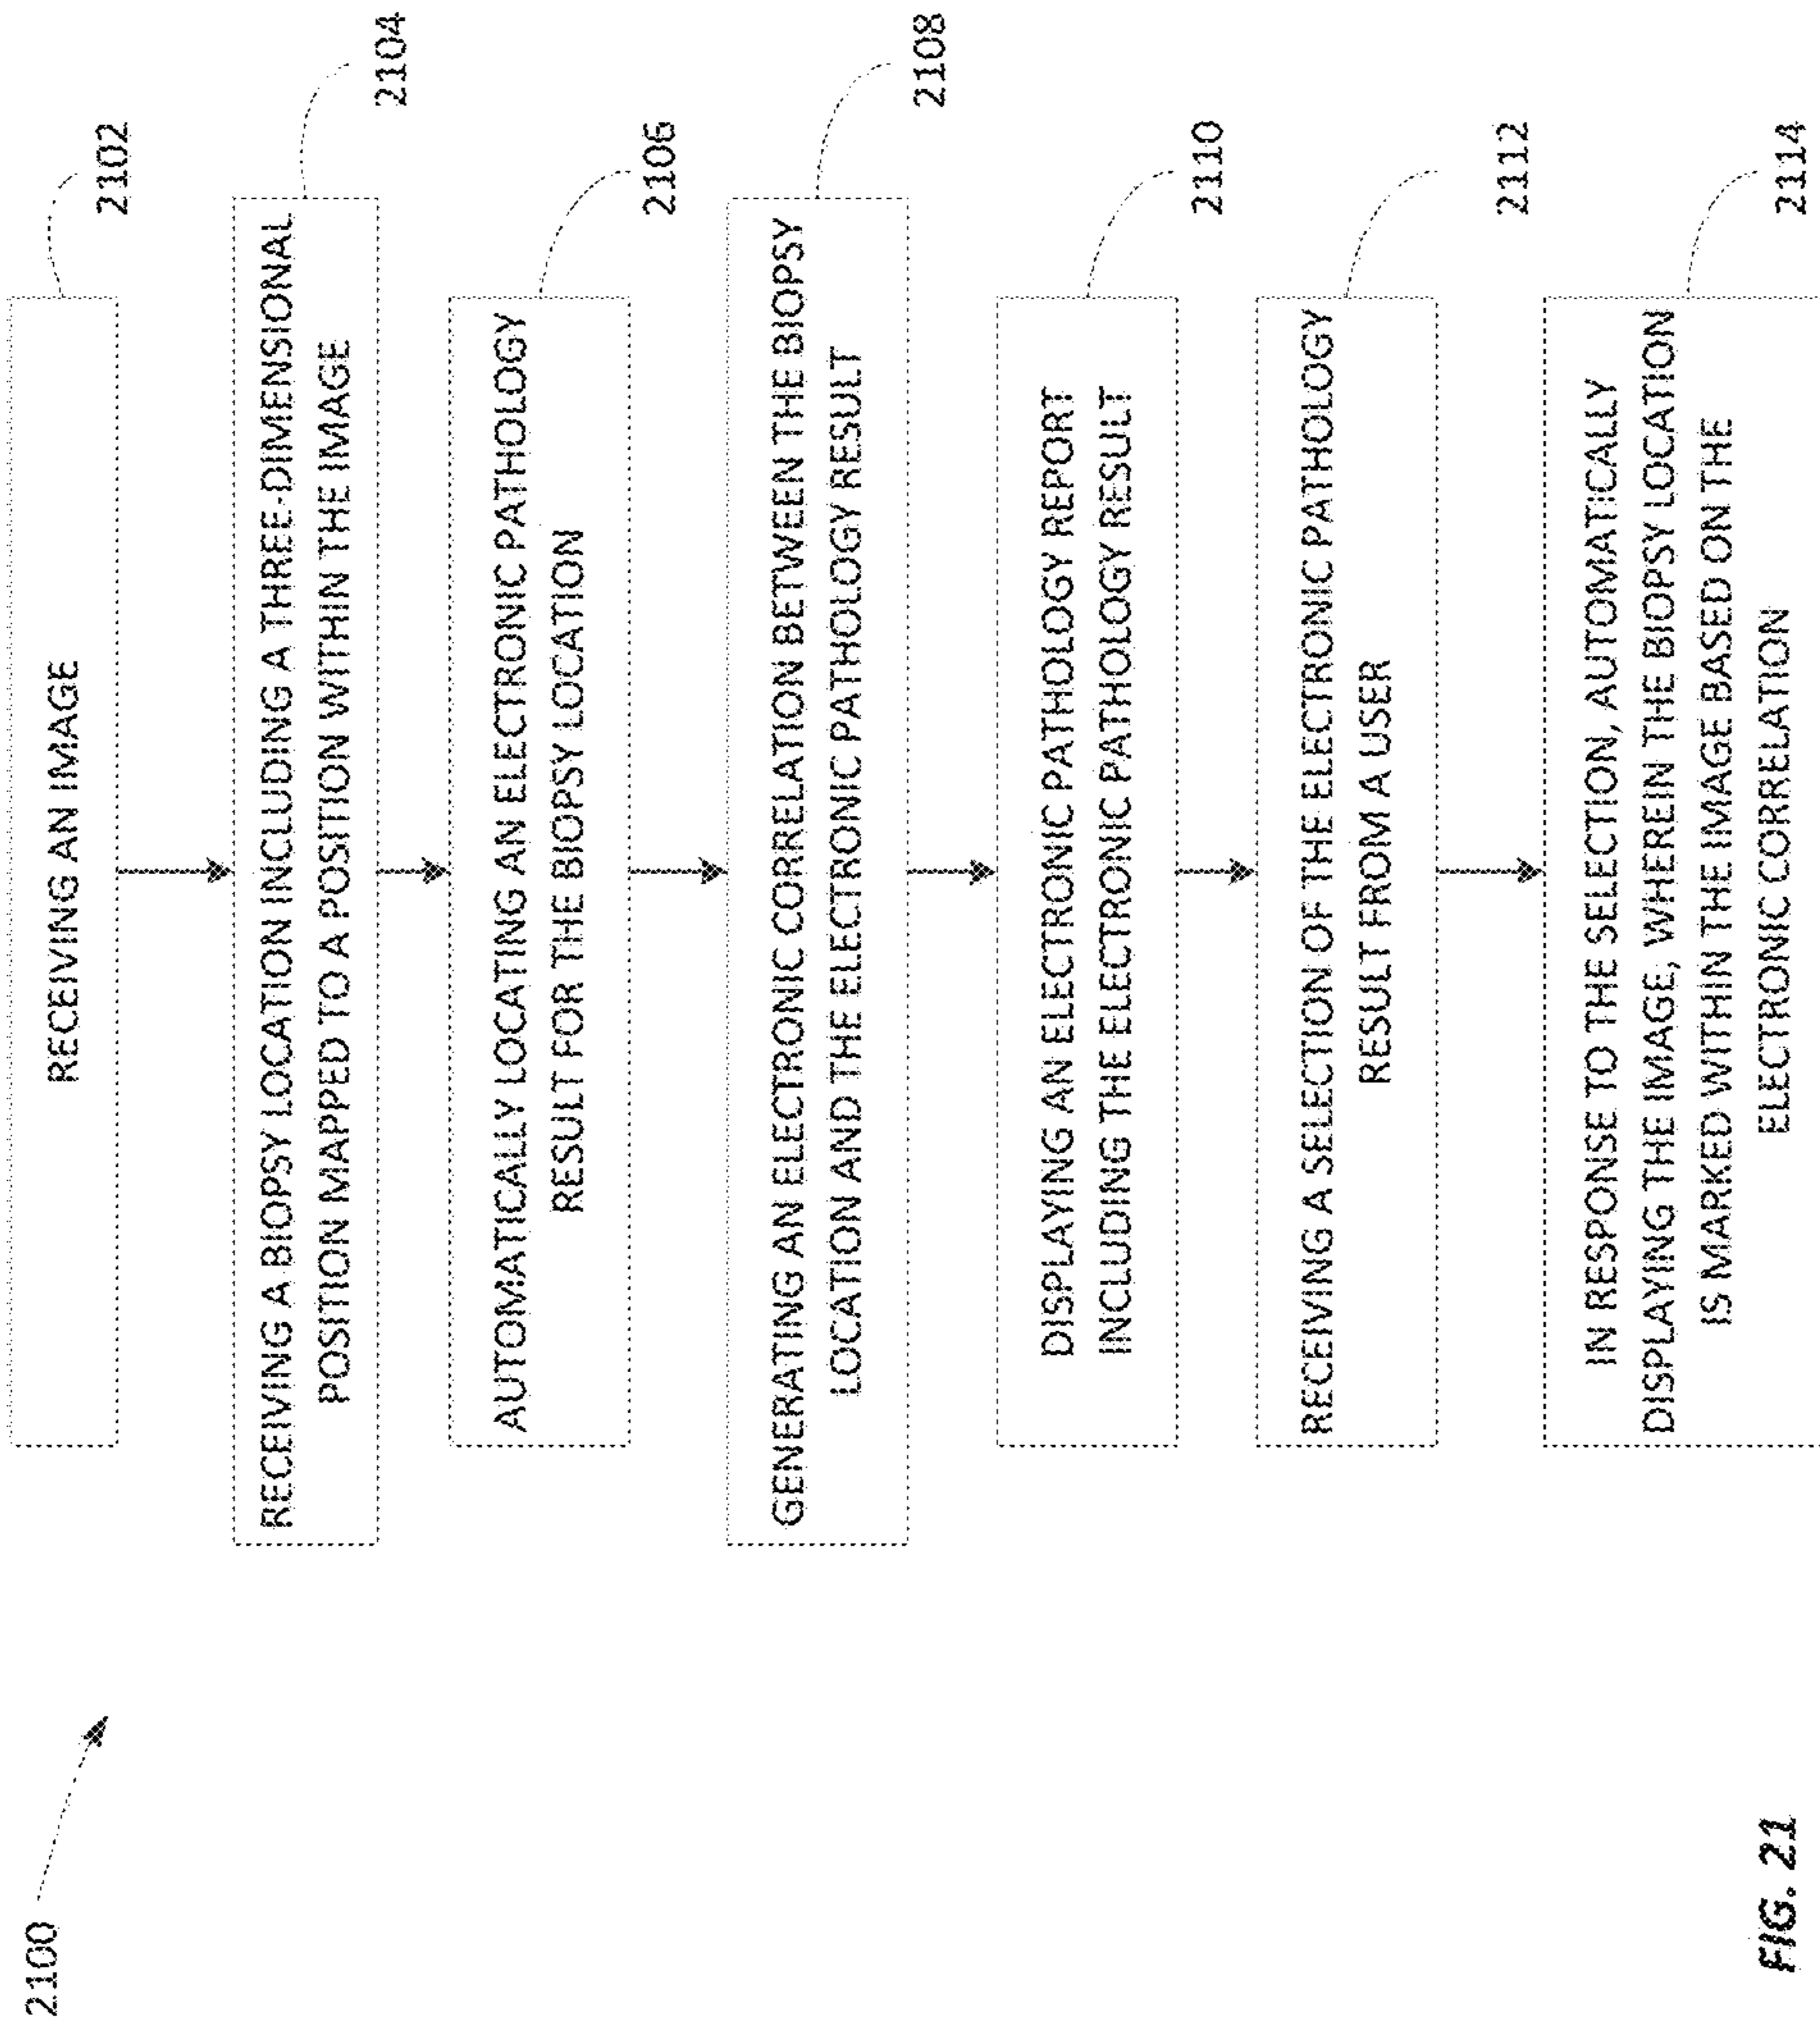 2100
RECEIVING AN IMAGE
2102
RECEIVING A BIOPSY LOCATION INCLUDING A THREE-DIMENSIONAL
POSITION MAPPED TO A POSITION WITHIN THE IMAGE
2104
AUTOMATICALLY LOCATING AN ELECTRONIC PATHOLOGY
RESULT FOR THE BIOPSY LOCATION
2106
GENERATING AN ELECTRONIC CORRELATION BETWEEN THE BIOPSY
LOCATION AND THE ELECTRONIC PATHOLOGY RESULT
2108
DISPLAYING AN ELECTRONIC PATHOLOGY REPORT
INCLUDING THE ELECTRONIC PATHOLOGY RESULT
2110
RECEIVING A SELECTION OF THE ELECTRONIC PATHOLOGY
RESULT FROM A USER
2112
IN RESPONSE TO THE SELECTION, AUTOMATICALLY
DISPLAYING THE IMAGE, WHEREIN THE BIOPSY LOCATION
IS MARKED WITHIN THE IMAGE BASED ON THE
ELECTRONIC CORRELATION
2114
FIG. 21